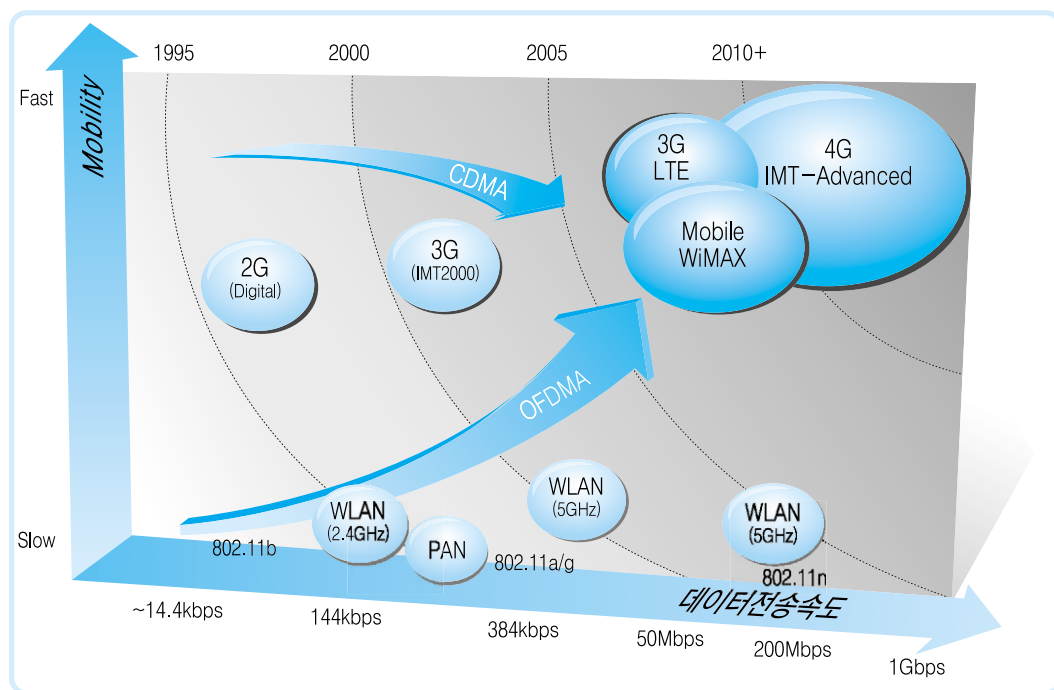 1995
2000
2005
2010+
Fast
Mobility
Slow
CDMA
OFDMA
2G
(Digital)
3G
(IMT2000)
3G
LTE
4G
IMT-Advanced
Mobile
WiMAX
WLAN
(2.4GHz)
802.11b
PAN
WLAN
(5GHz)
802.11a/g
WLAN
(5GHz)
802.11n
데이터전송속도
~14.4kbps
144kbps
384kbps
50Mbps
200Mbps
1Gbps